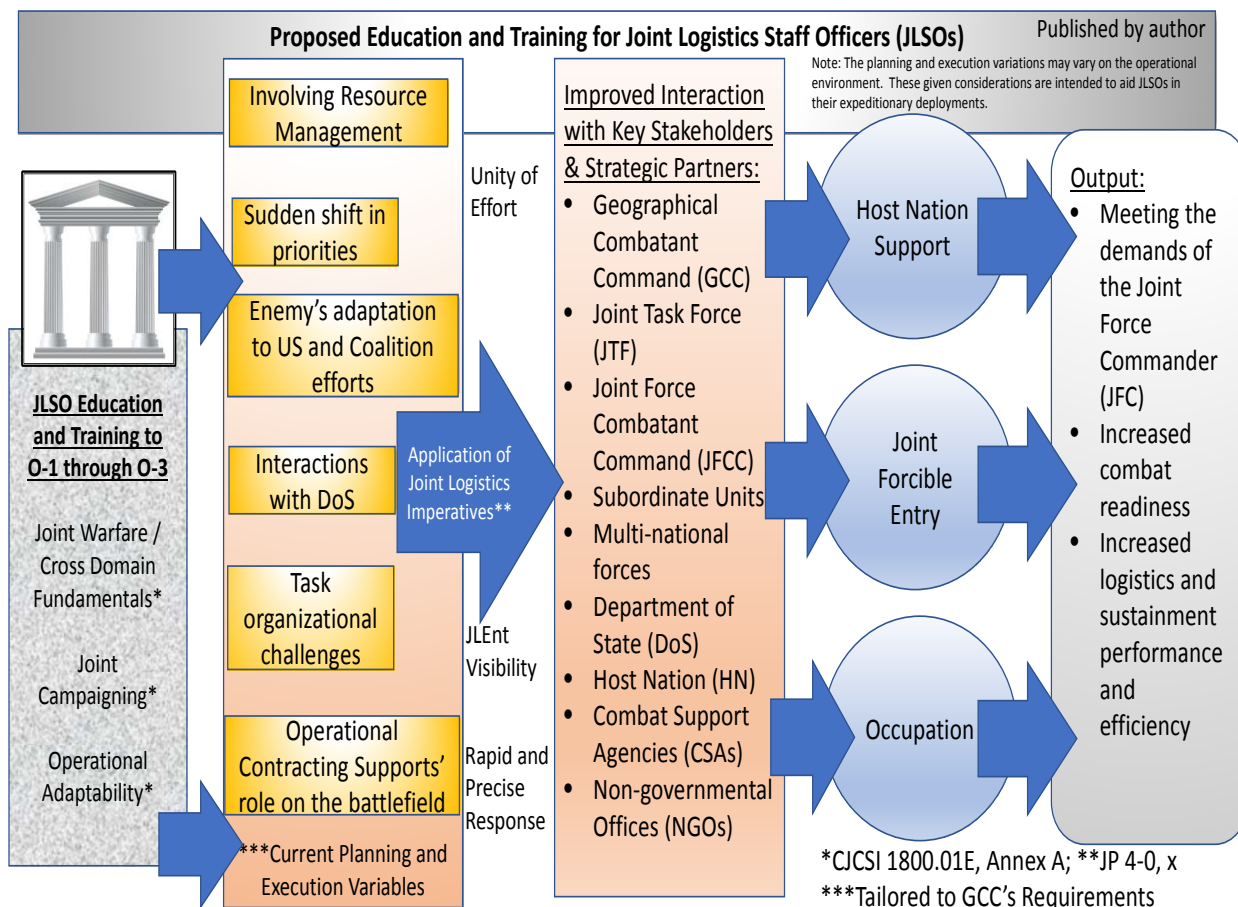 Proposed Education and Training for Joint Logistics Staff Officers (JLSOs)
Published by author
Note: The planning and execution variations may vary on the operational
environment. These given considerations are intended to aid JLSOs in
their expeditionary deployments.
JLSO Education
and Training to
O-1 through O-3
Joint Warfare /
Cross Domain
Fundamentals*
Joint
Campaigning*
Operational
Adaptability*
Involving Resource
Management
Sudden shift in
priorities
Enemy's adaptation
to US and Coalition
efforts
Interactions
with DoS
Task
organizational
challenges
Operational
Contracting Supports'
role on the battlefield
***Current Planning and
Execution Variables
Application of
Joint Logistics
Imperatives**
Unity of
Effort
JLEnt
Visibility
Rapid and
Precise
Response
Improved Interaction
with Key Stakeholders
& Strategic Partners:
• Geographical
Combatant
Command (GCC)
• Joint Task Force
(JTF)
• Joint Force
Combatant
Command (JFCC)
• Subordinate Units
• Multi-national
forces
• Department of
State (DoS)
• Host Nation (HN)
• Combat Support
Agencies (CSAs)
• Non-governmental
Offices (NGOs)
Host Nation
Support
Joint
Forcible
Entry
Occupation
Output:
• Meeting the
demands of
the Joint
Force
Commander
(JFC)
• Increased
combat
readiness
• Increased
logistics and
sustainment
performance
and
efficiency
*CJCSI 1800.01E, Annex A; **JP 4-0, x
***Tailored to GCC's Requirements